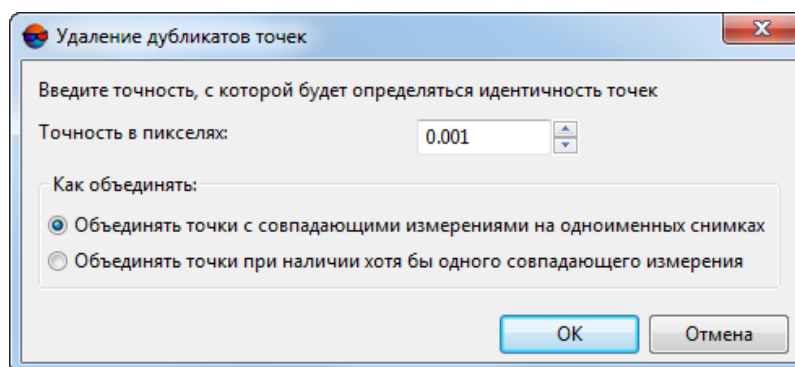 Удаление дубликатов точек
Введите точность, с которой будет определяться идентичность точек
Точность в пикселях:
0.001
Как объединять:
Объединять точки с совпадающими измерениями на одноименных снимках
Объединять точки при наличии хотя бы одного совпадающего измерения
OK
Отмена